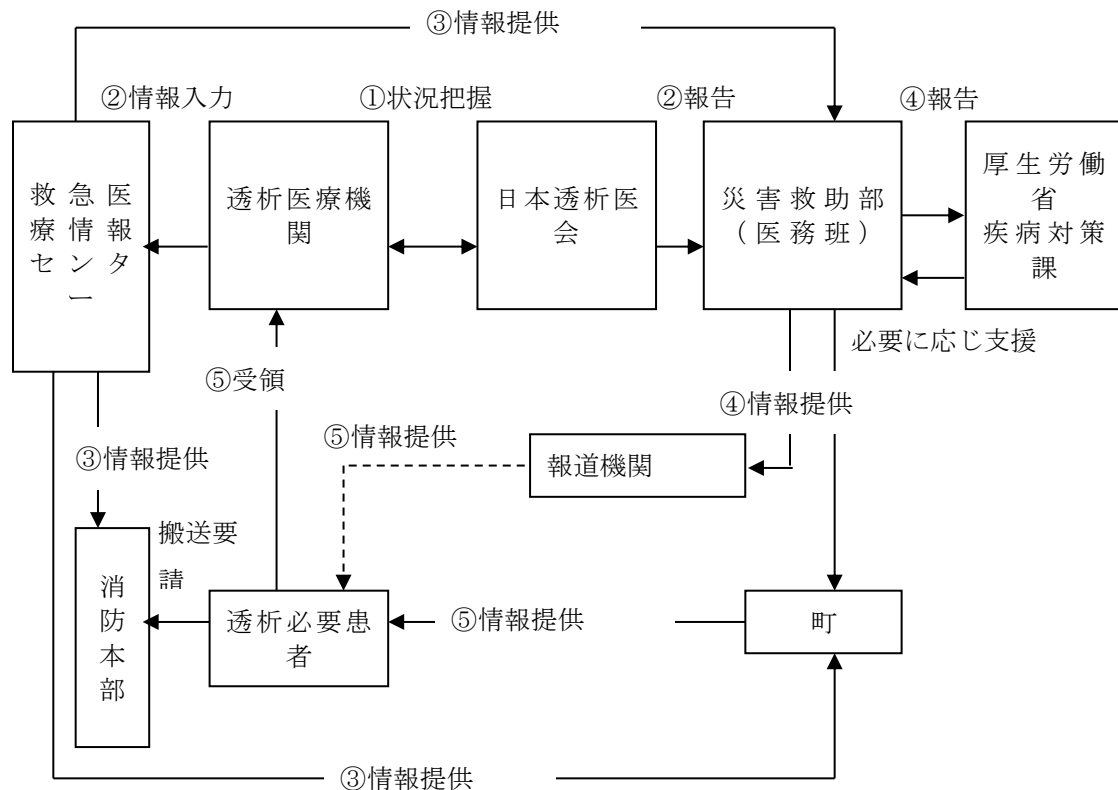 ③情報提供
②情報入力
①状況把握
②報告
④報告
救急医
療情報
センタ
ー
透析医療機
関
日本透析医
会
災害救助部
（医務班）
厚生労働
省
疾病対策
課
必要に応じ支援
⑤受領
④情報提供
⑤情報提供
③情報提供
報道機関
搬送要
請
消
防
本
部
透析必要患
者
⑤情報提供
町
③情報提供